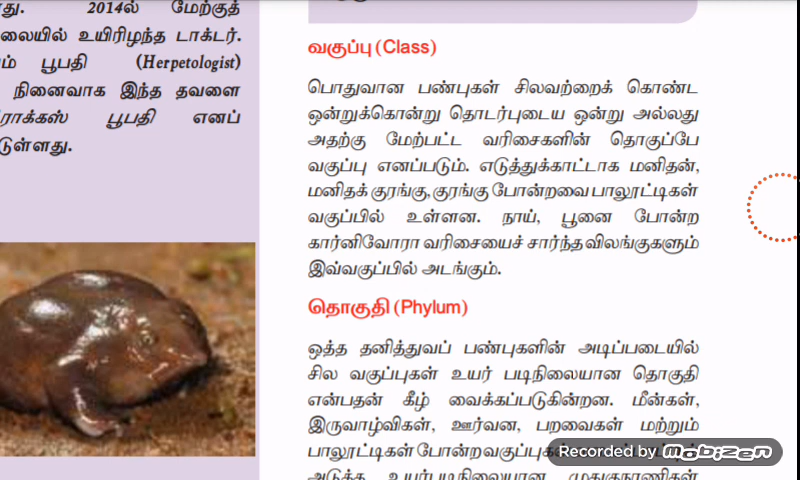 2014ல் மேற்குத்
உயிரிழந்த டாக்டர்.
பூபதி (Herpetologist)
நினைவாக இந்த தவளை
பூபதி எனப்
வகுப்பு (Class)
பொதுவான பண்புகள் சிலவற்றைக் கொண்ட
ஒன்றுக்கொன்று தொடர்புடைய ஒன்று அல்லது
அதற்கு மேற்பட்ட வரிசைகளின் தொகுப்பே
வகுப்பு எனப்படும். எடுத்துக்காட்டாக மனிதன்,
மனிதக் குரங்கு,குரங்கு போன்றவை பாலூட்டிகள்
வகுப்பில் உள்ளன. நாய், பூனை போன்ற
கார்னிவோரா வரிசையைச் சார்ந்த விலங்குகளும்
இவ்வகுப்பில் அடங்கும்.
தொகுதி (Phylum)
ஒத்த தனித்துவப் பண்புகளின் அடிப்படையில்
சில வகுப்புகள் உயர் படிநிலையான தொகுதி
என்பதன் கீழ் வைக்கப்படுகின்றன. மீன்கள்,
இருவாழ்விகள், ஊர்வன, பறவைகள் மற்றும்
பாலூட்டிகள் போன்ற
Recorded by mobizen